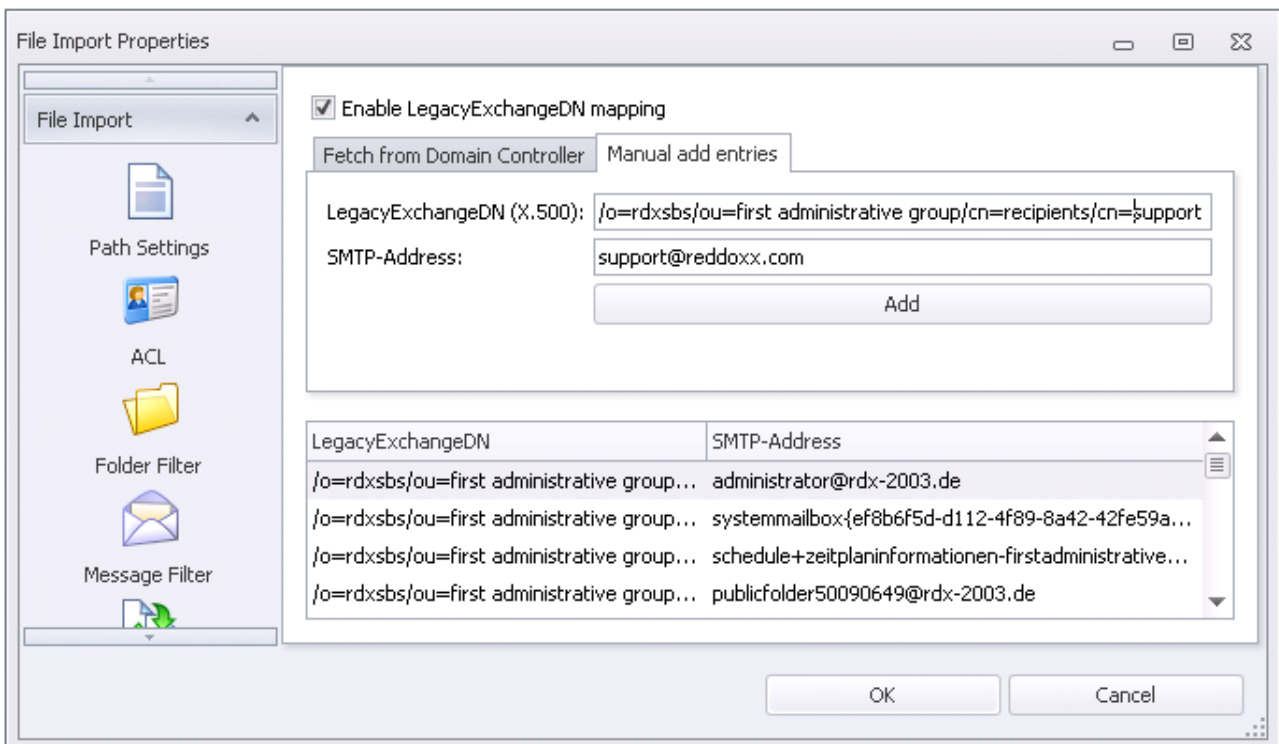 File Import Properties
File Import
Path Settings
ACL
Folder Filter
Message Filter
Enable LegacyExchangeDN mapping
Fetch from Domain Controller
Manual add entries
LegacyExchangeDN (X.500): /o=rdxsbs/ou=first administrative group/cn=recipients/cn=support
SMTP-Address: support@reddoxx.com
Add
LegacyExchangeDN SMTP-Address
/o=rdxsbs/ou=first administrative group... administrator@rdx-2003.de
/o=rdxsbs/ou=first administrative group... systemmailbox{ef8b6f5d-d112-4f89-8a42-42fe59a...
/o=rdxsbs/ou=first administrative group... schedule+zeitplaninformationen-firstadministrative...
/o=rdxsbs/ou=first administrative group... publicfolder50090649@rdx-2003.de
OK Cancel